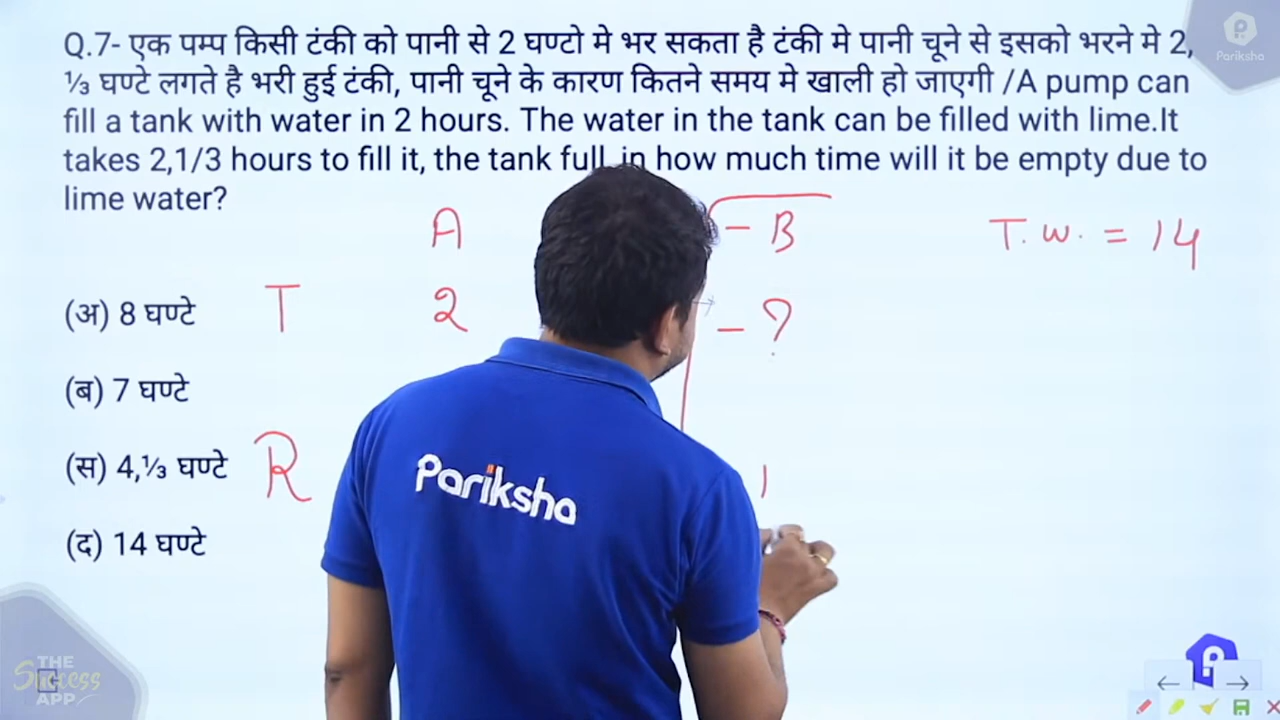 Q.7- एक पम्प किसी टंकी को पानी से 2 घण्टो मे भर सकता है टंकी मे पानी चूने से इसको भरने मे 2,
⅓ घण्टे लगते है भरी हुई टंकी, पानी चूने के कारण कितने समय मे खाली हो जाएगी /A pump can
fill a tank with water in 2 hours. The water in the tank can be filled with lime.It
takes 2,1/3 hours to fill it, the tank full, in how much time will it be empty due to
lime water?
A - B T.W. = 14
(अ) 8 घण्टे T 2 - ?
(ब) 7 घण्टे
(स) 4,⅓ घण्टे R 1
(द) 14 घण्टे
Pariksha
Pariksha
THE
Success
APP